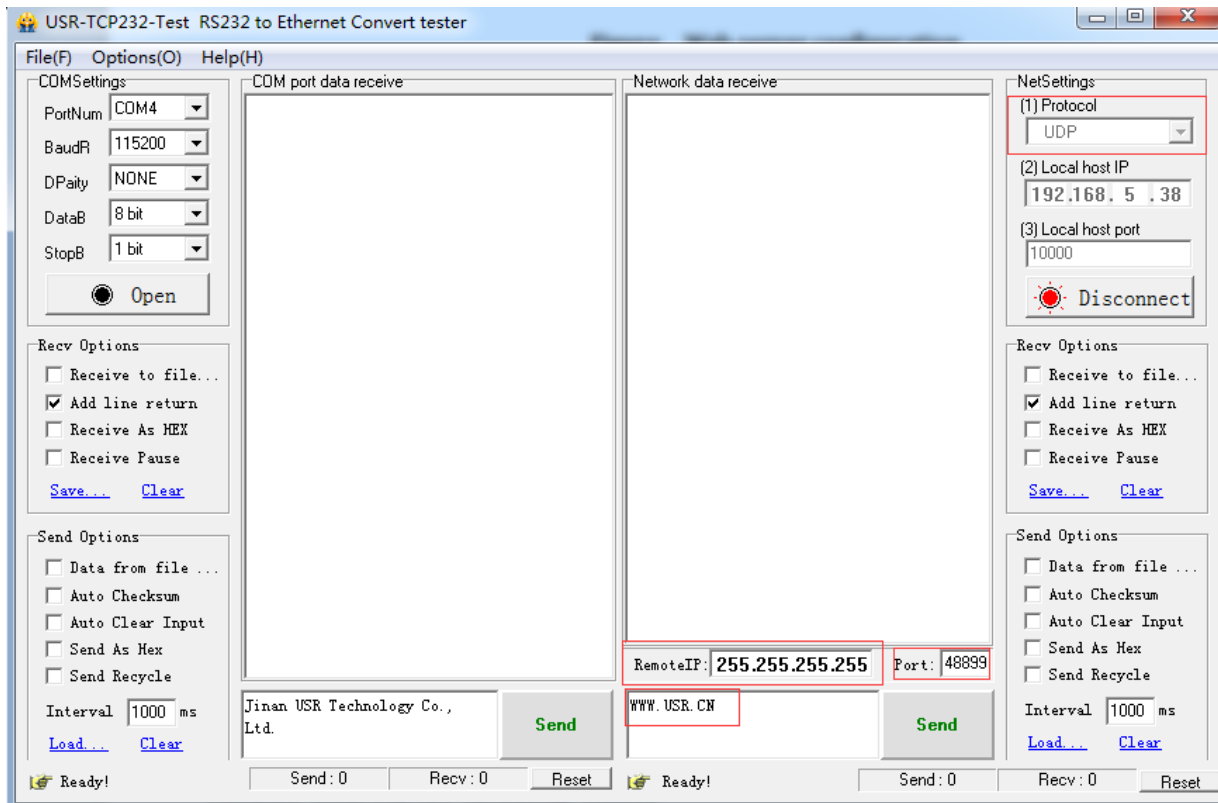 USR-TCP232-Test RS232 to Ethernet Convert tester
File(F) Options(O) Help(H)
COMSettings
PortNum COM4
BaudR 115200
DPaity NONE
DataB 8 bit
StopB 1 bit
Open
Recv Options
Receive to file...
Add line return
Receive As HEX
Receive Pause
Save... Clear
Send Options
Data from file ...
Auto Checksum
Auto Clear Input
Send As Hex
Send Recycle
Interval 1000 ms
Load... Clear
COM port data receive
Jinan USR Technology Co.,
Ltd.
Send
Network data receive
RemoteIP: 255.255.255.255 Port: 48899
WWW.USR.CN
Send
NetSettings
(1) Protocol
UDP
(2) Local host IP
192.168. 5 .38
(3) Local host port
10000
Disconnect
Recv Options
Receive to file...
Add line return
Receive As HEX
Receive Pause
Save... Clear
Send Options
Data from file ...
Auto Checksum
Auto Clear Input
Send As Hex
Send Recycle
Interval 1000 ms
Load... Clear
Ready! Send : 0 Recv : 0 Reset
Ready! Send : 0 Recv : 0 Reset